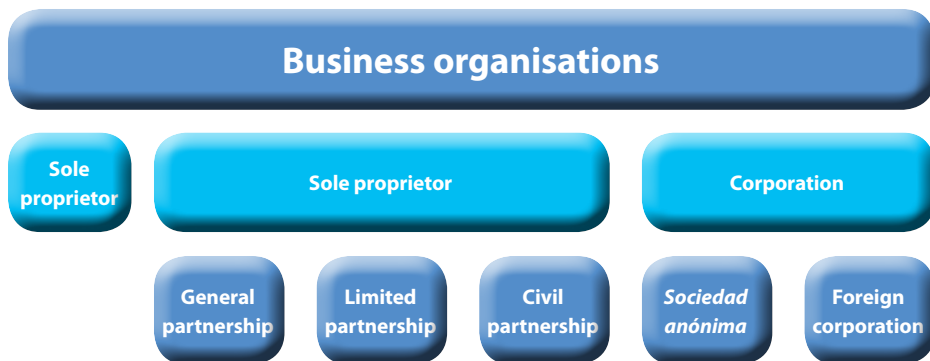 Business organisations
Sole
proprietor
Sole proprietor
Corporation
General
partnership
Limited
partnership
Civil
partnership
Sociedad
anónima
Foreign
corporation